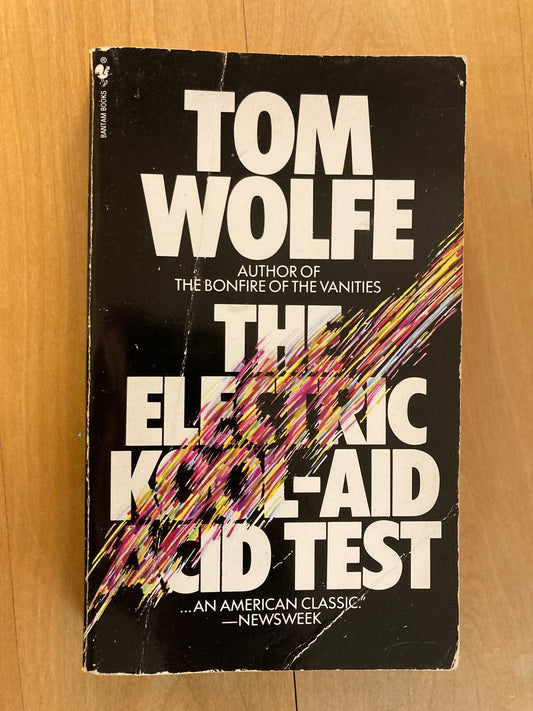 BANTAM BOOKS
TOM
WOLFE
AUTHOR OF
THE BONFIRE OF THE VANITIES
THE
ELECTRIC
KOOL-AID
ACID TEST
...AN AMERICAN CLASSIC."
—NEWSWEEK